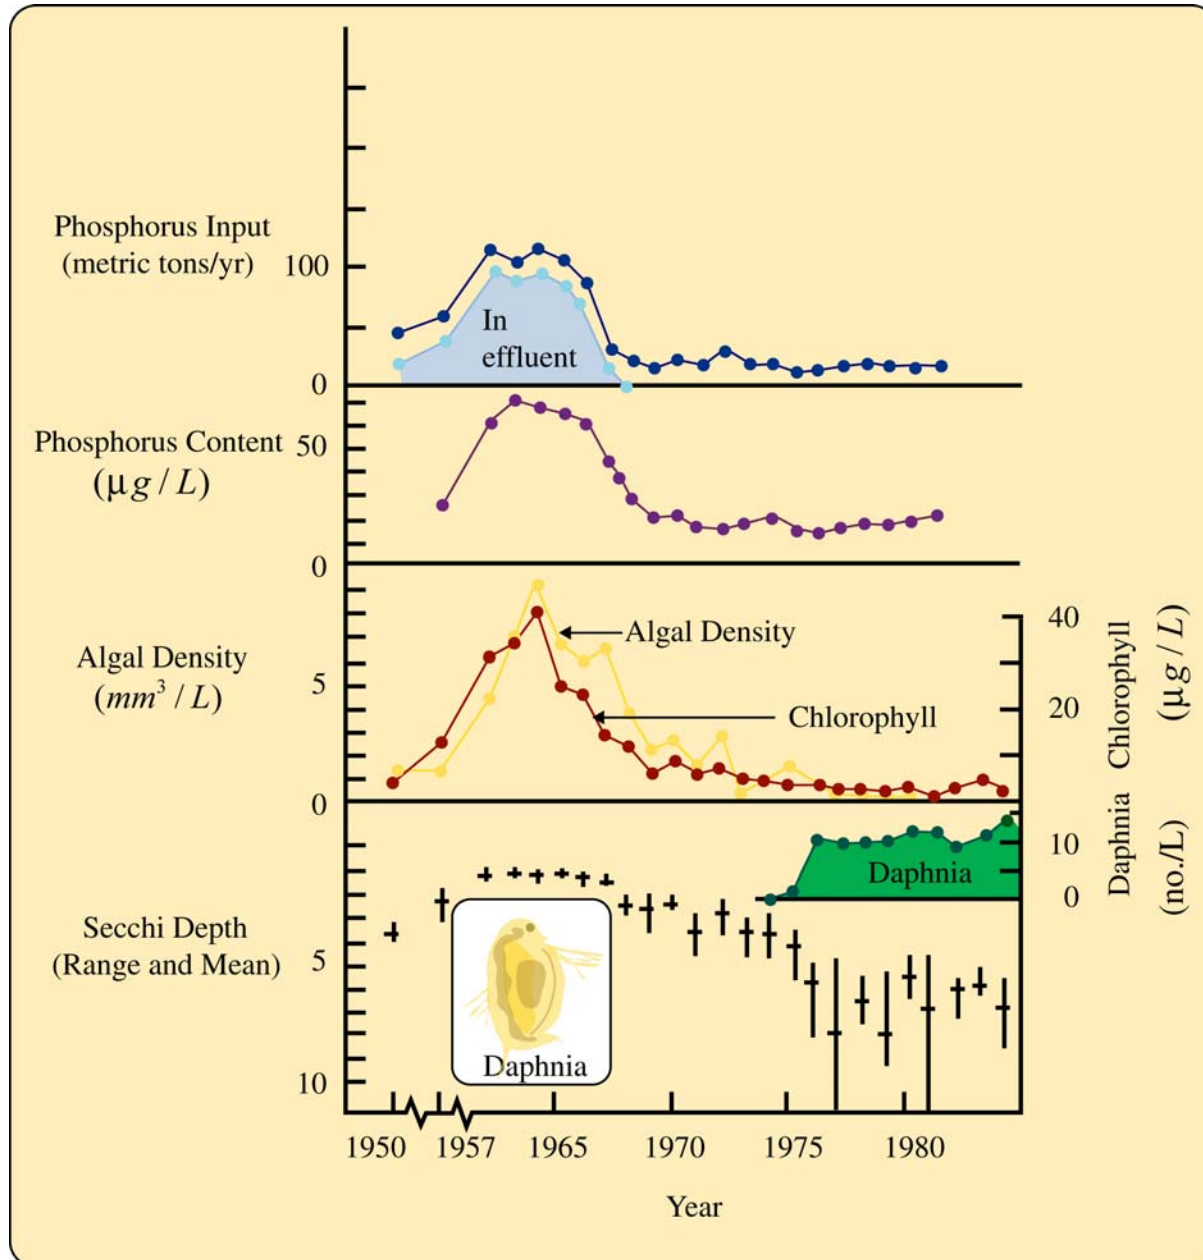 Phosphorus Input
(metric tons/yr)
100
0
In
effluent
Phosphorus Content
(μg / L)
50
0
Algal Density
(mm³ / L)
5
0
Algal Density
Chlorophyll
40
20
Chlorophyll
(μg / L)
Daphnia
(no./L)
10
0
Daphnia
Secchi Depth
(Range and Mean)
5
10
Daphnia
1950 1957 1965 1970 1975 1980
Year